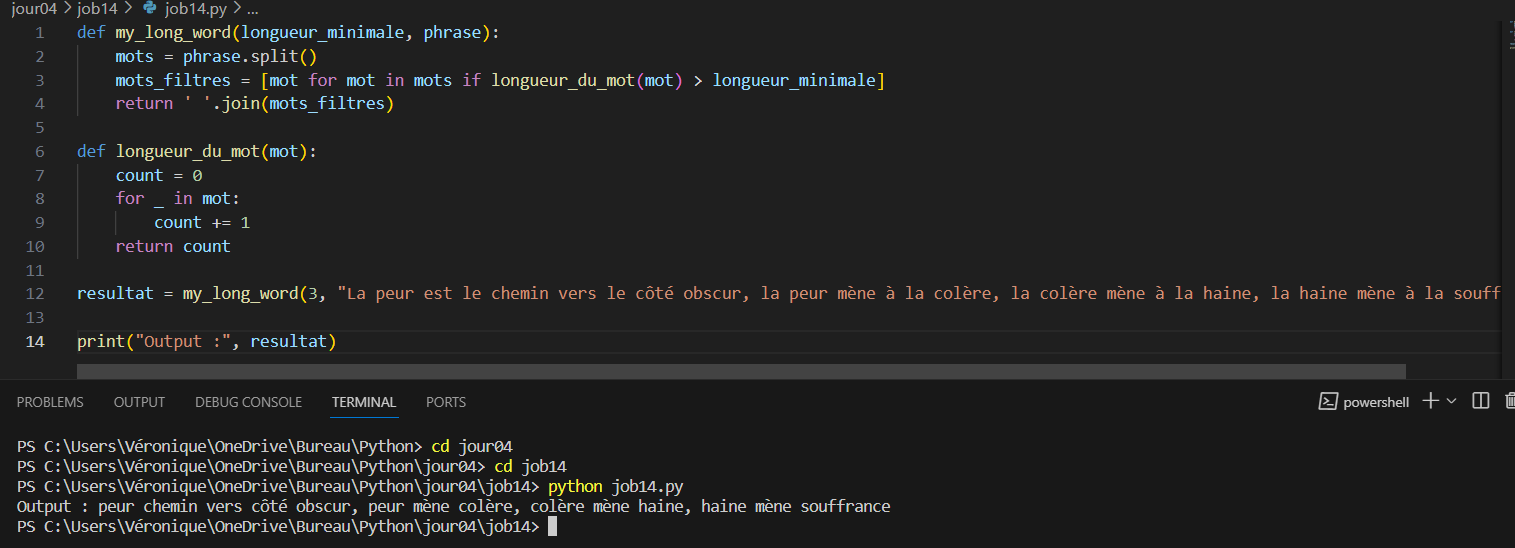 jour04 > job14 > job14.py > ...
1 def my_long_word(longueur_minimale, phrase):
2     mots = phrase.split()
3     mots_filtres = [mot for mot in mots if longueur_du_mot(mot) > longueur_minimale]
4     return ' '.join(mots_filtres)
5
6 def longueur_du_mot(mot):
7     count = 0
8     for _ in mot:
9         count += 1
10     return count
11
12 resultat = my_long_word(3, "La peur est le chemin vers le côté obscur, la peur mène à la colère, la colère mène à la haine, la haine mène à la souff
13
14 print("Output :", resultat)
PROBLEMS OUTPUT DEBUG CONSOLE TERMINAL PORTS powershell
PS C:\Users\Véronique\OneDrive\Bureau\Python> cd jour04
PS C:\Users\Véronique\OneDrive\Bureau\Python\jour04> cd job14
PS C:\Users\Véronique\OneDrive\Bureau\Python\jour04\job14> python job14.py
Output : peur chemin vers côté obscur, peur mène colère, colère mène haine, haine mène souffrance
PS C:\Users\Véronique\OneDrive\Bureau\Python\jour04\job14>